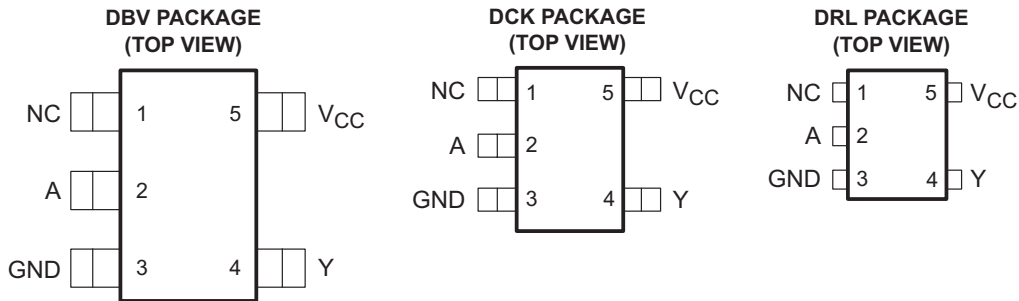 DBV PACKAGE
(TOP VIEW)
NC 1 5 VCC
A 2
GND 3 4 Y
DCK PACKAGE
(TOP VIEW)
NC 1 5 VCC
A 2
GND 3 4 Y
DRL PACKAGE
(TOP VIEW)
NC 1 5 VCC
A 2
GND 3 4 Y